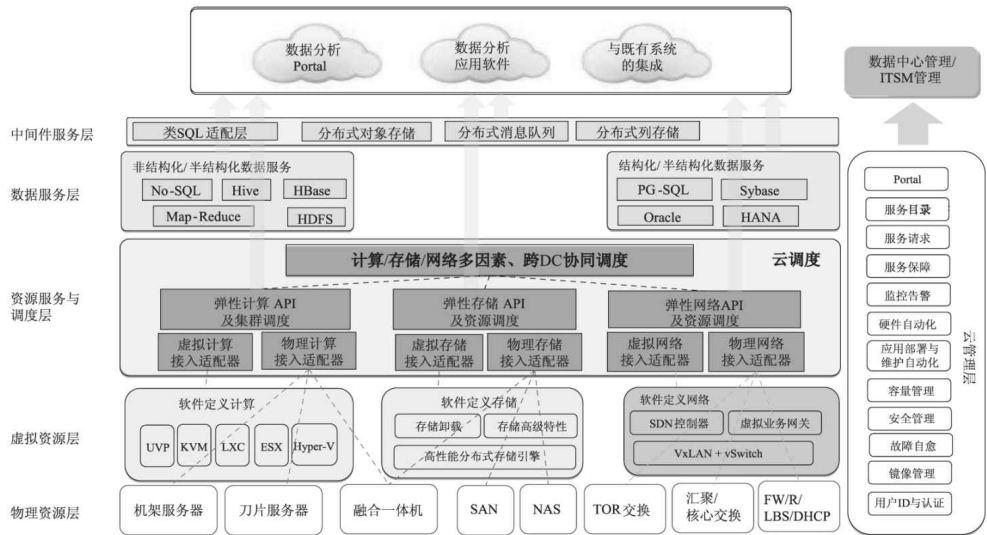 数据分析
Portal
数据分析
应用软件
与既有系统
的集成
数据中心管理/
ITSM管理
中间件服务层
类SQL适配层
分布式对象存储
分布式消息队列
分布式列存储
数据服务层
非结构化/半结构化数据服务
No-SQL
Hive
HBase
Map-Reduce
HDFS
结构化/半结构化数据服务
PG-SQL
Sybase
Oracle
HANA
资源服务与
调度层
计算/存储/网络多因素、跨DC协同调度
云调度
弹性计算 API
及集群调度
弹性存储 API
及资源调度
弹性网络API
及资源调度
虚拟计算
接入适配器
物理计算
接入适配器
虚拟存储
接入适配器
物理存储
接入适配器
虚拟网络
接入适配器
物理网络
接入适配器
虚拟资源层
软件定义计算
UVP
KVM
LXC
ESX
Hyper-V
软件定义存储
存储卸载
存储高级特性
高性能分布式存储引擎
软件定义网络
SDN控制器
虚拟业务网关
VxLAN+vSwitch
物理资源层
机架服务器
刀片服务器
融合一体机
SAN
NAS
TOR交换
汇聚/
核心交换
FW/R/
LBS/DHCP
Portal
服务目录
服务请求
服务保障
监控告警
硬件自动化
应用部署与
维护自动化
容量管理
安全管理
故障自愈
镜像管理
用户ID与认证
云管理层